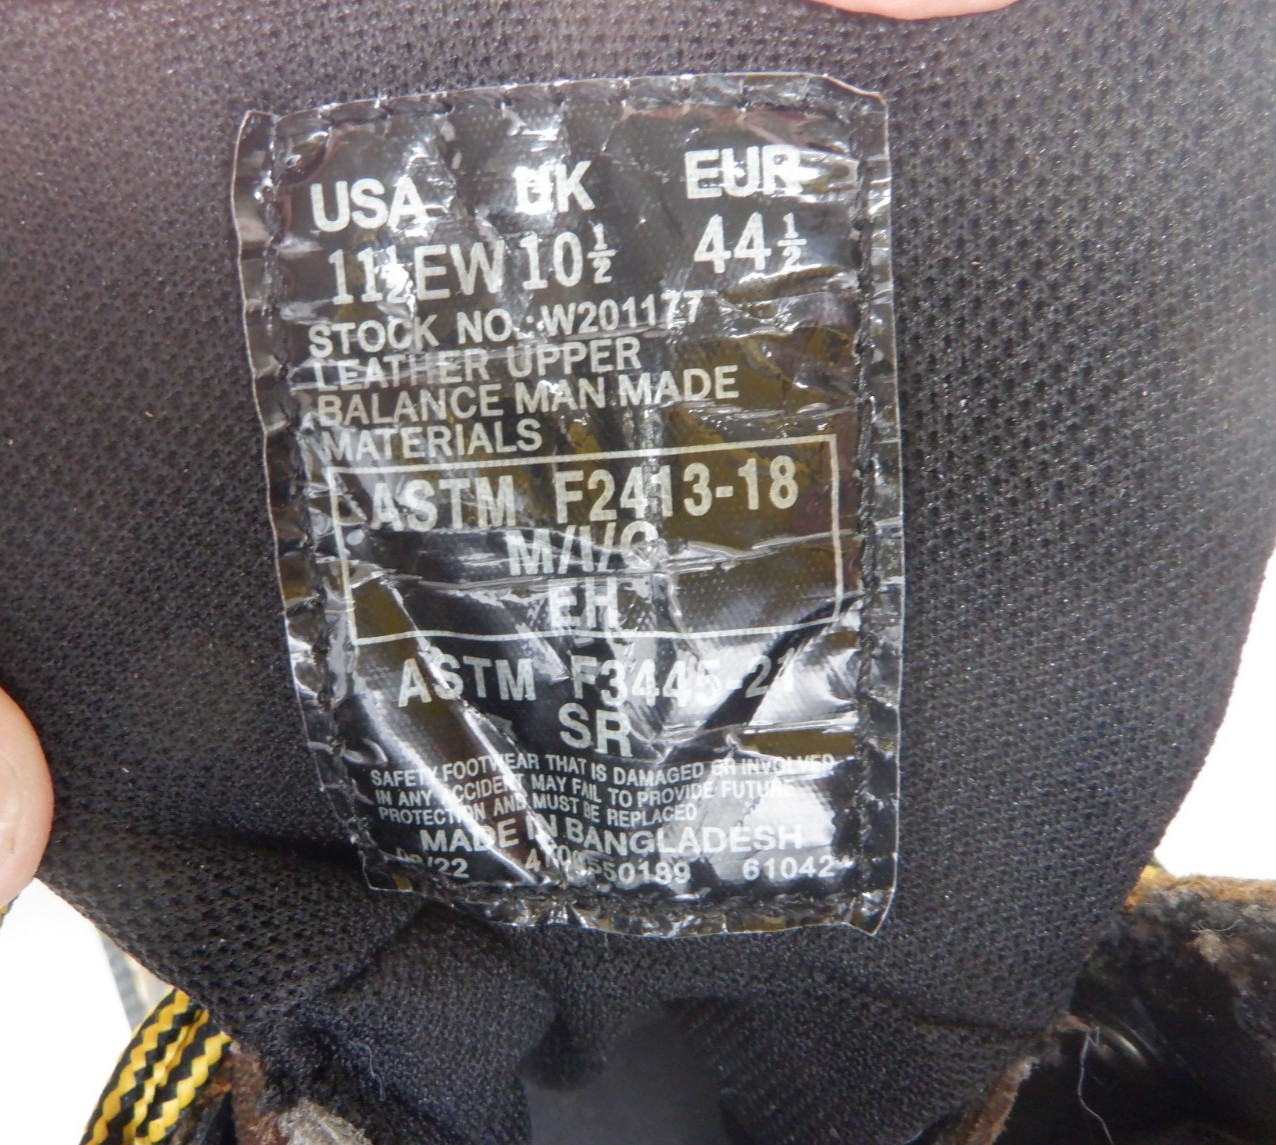 USA UK EUR
11½EW 10½ 44½
STOCK NO.:W201177
LEATHER UPPER
BALANCE MAN MADE
MATERIALS
ASTM F2413-18
M/I/C
EH
ASTM F3445-21
SR
SAFETY FOOTWEAR THAT IS DAMAGED OR INVOLVED
IN ANY ACCIDENT MAY FAIL TO PROVIDE FUTURE
PROTECTION AND MUST BE REPLACED
MADE IN BANGLADESH
61042